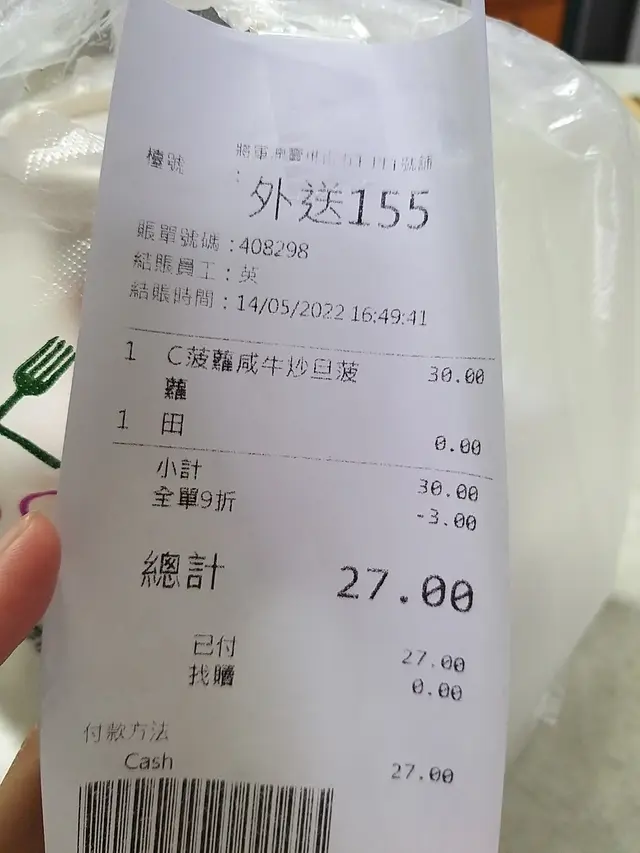 檯號 :
外送155
賬單號碼：408298
結賬員工：英
結賬時間：14/05/2022 16:49:41
1 C菠蘿咸牛炒旦菠 30.00
蘿
1 田 0.00
小計 30.00
全單9折 -3.00
總計 27.00
已付 27.00
找贖 0.00
付款方法
Cash 27.00